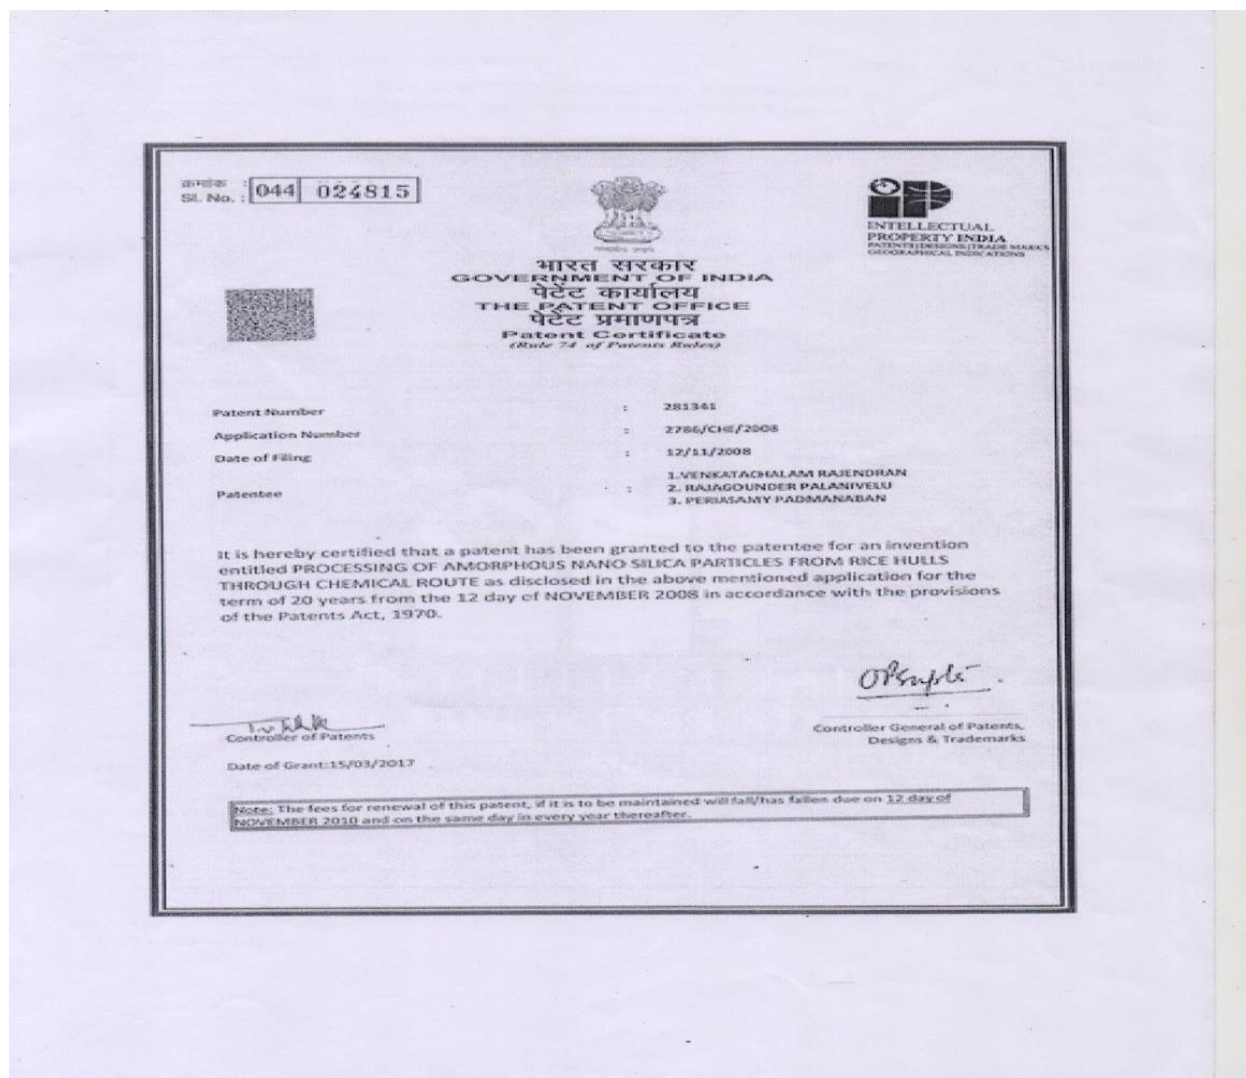 क्रमांक :
Sl. No. : 044 024815
INTELLECTUAL
PROPERTY INDIA
PATENTS | DESIGNS | TRADE MARKS
GEOGRAPHICAL INDICATIONS
भारत सरकार
GOVERNMENT OF INDIA
पेटेंट कार्यालय
THE PATENT OFFICE
पेटेंट प्रमाणपत्र
Patent Certificate
(Rule 74 of Patents Rules)
Patent Number : 281341
Application Number : 2786/CHE/2008
Date of Filing : 12/11/2008
Patentee :
1.VENKATACHALAM RAJENDRAN
2. RAJAGOUNDER PALANIVELU
3. PERIASAMY PADMANABAN
It is hereby certified that a patent has been granted to the patentee for an invention
entitled PROCESSING OF AMORPHOUS NANO SILICA PARTICLES FROM RICE HULLS
THROUGH CHEMICAL ROUTE as disclosed in the above mentioned application for the
term of 20 years from the 12 day of NOVEMBER 2008 in accordance with the provisions
of the Patents Act, 1970.
OPGupta
Controller of Patents
Controller General of Patents,
Designs & Trademarks
Date of Grant:15/03/2017
Note: The fees for renewal of this patent, if it is to be maintained will fall/has fallen due on 12 day of
NOVEMBER 2010 and on the same day in every year thereafter.